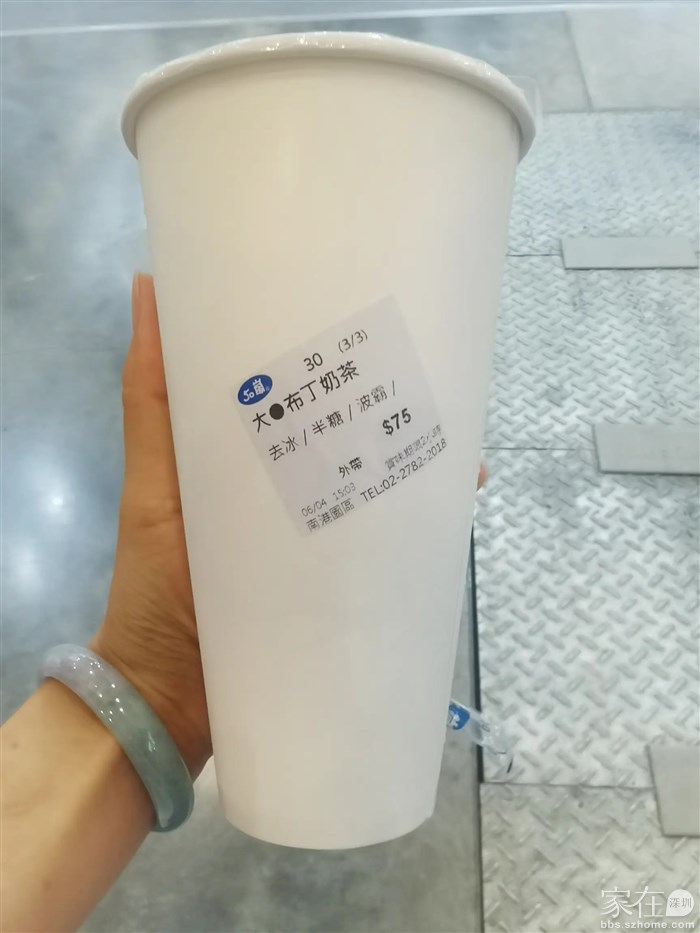 30 (3/3)
50嵐
大●布丁奶茶
去冰 / 半糖 / 波霸 /
$75
外帶
06/04 15:03
南港園區 TEL:02-2782-2018
家在深圳
bbs.szhome.com